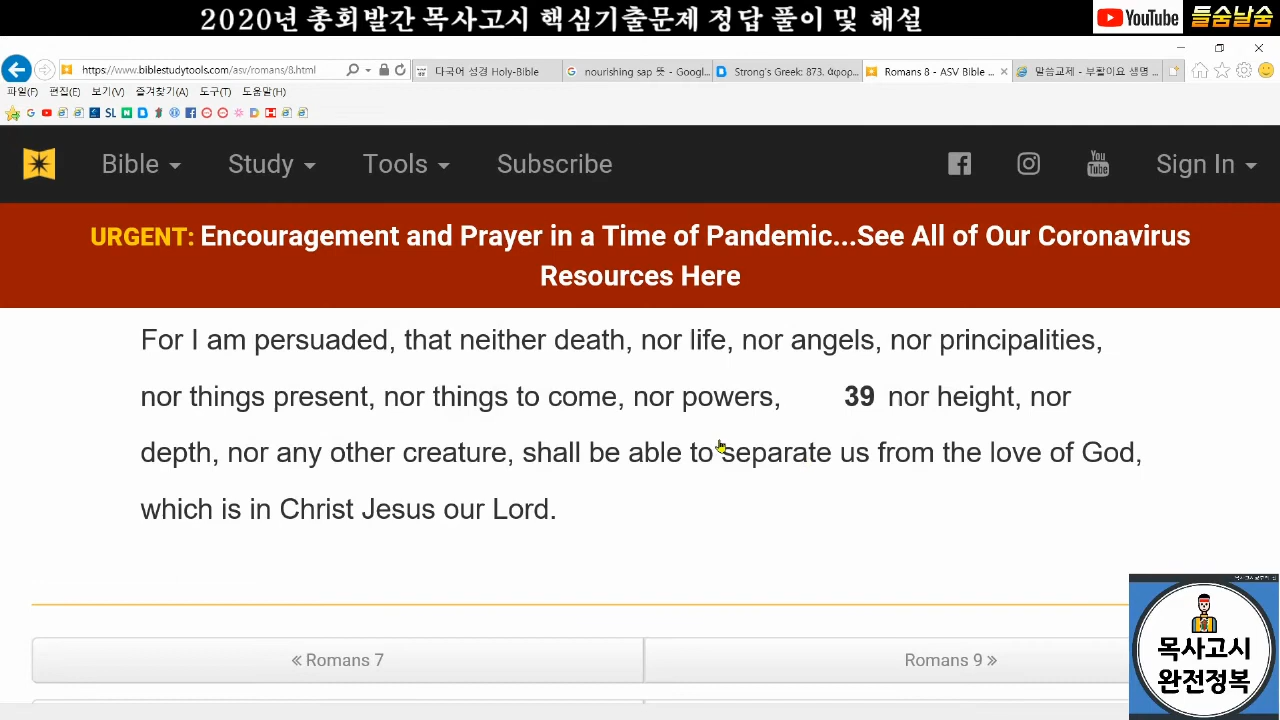 2020년 총회발간 목사고시 핵심기출문제 정답 풀이 및 해설
YouTube
들숨날숨
https://www.biblestudytools.com/asv/romans/8.html
다국어 성경 Holy-Bible
nourishing sap 뜻 - Googl...
Strong's Greek: 873. ἀφορ...
Romans 8 - ASV Bible ...
말씀교제 - 부활이요 생명 ...
파일(F) 편집(E) 보기(V) 즐겨찾기(A) 도구(T) 도움말(H)
SL
Bible Study Tools Subscribe You Tube Sign In
URGENT: Encouragement and Prayer in a Time of Pandemic...See All of Our Coronavirus
Resources Here
For I am persuaded, that neither death, nor life, nor angels, nor principalities,
nor things present, nor things to come, nor powers, 39 nor height, nor
depth, nor any other creature, shall be able to separate us from the love of God,
which is in Christ Jesus our Lord.
« Romans 7
Romans 9 »
목사고시
완전정복